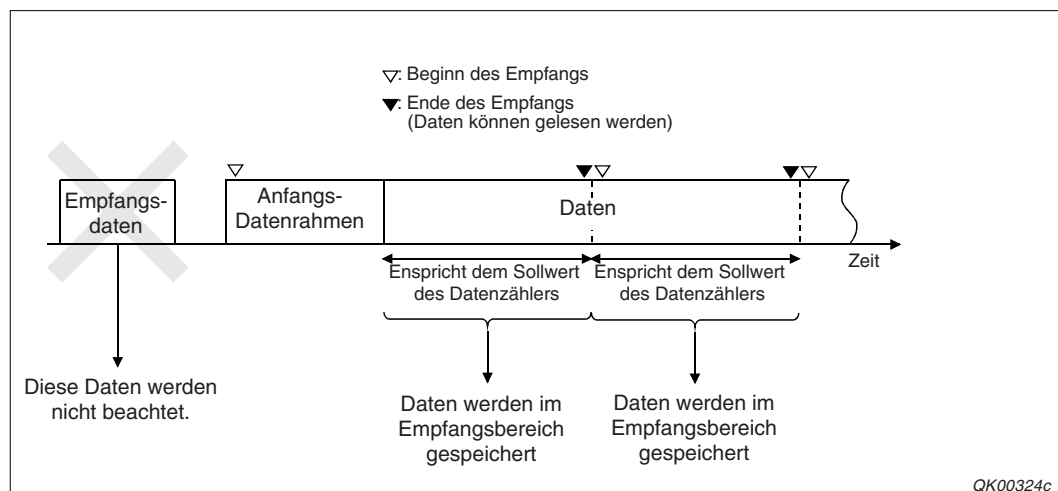 ▽: Beginn des Empfangs
▼: Ende des Empfangs
(Daten können gelesen werden)
Empfangs-
daten
Anfangs-
Datenrahmen
Daten
Zeit
Enspricht dem Sollwert
des Datenzählers
Enspricht dem Sollwert
des Datenzählers
Diese Daten werden
nicht beachtet.
Daten werden im
Empfangsbereich
gespeichert
Daten werden im
Empfangsbereich
gespeichert
QK00324c